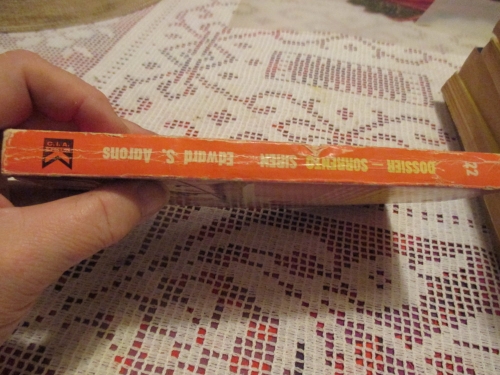 22
DOSSIER — SORRENTO SIREN Edward S. Aarons
C.I.A.
K